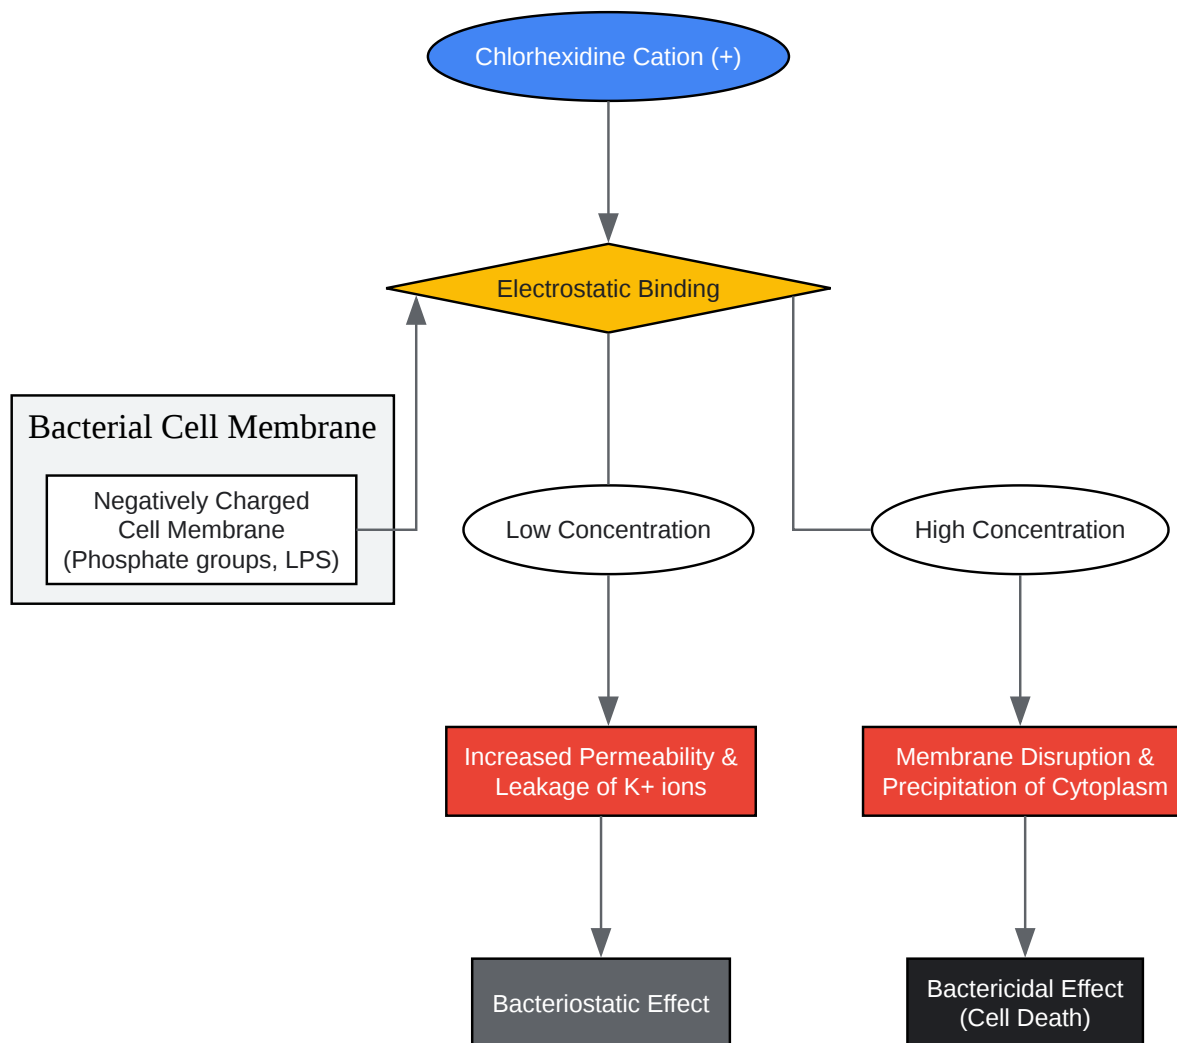 Chlorhexidine Cation (+)
Electrostatic Binding
Bacterial Cell Membrane
Negatively Charged
Cell Membrane
(Phosphate groups, LPS)
Low Concentration
High Concentration
Increased Permeability &
Leakage of K+ ions
Membrane Disruption &
Precipitation of Cytoplasm
Bacteriostatic Effect
Bactericidal Effect
(Cell Death)